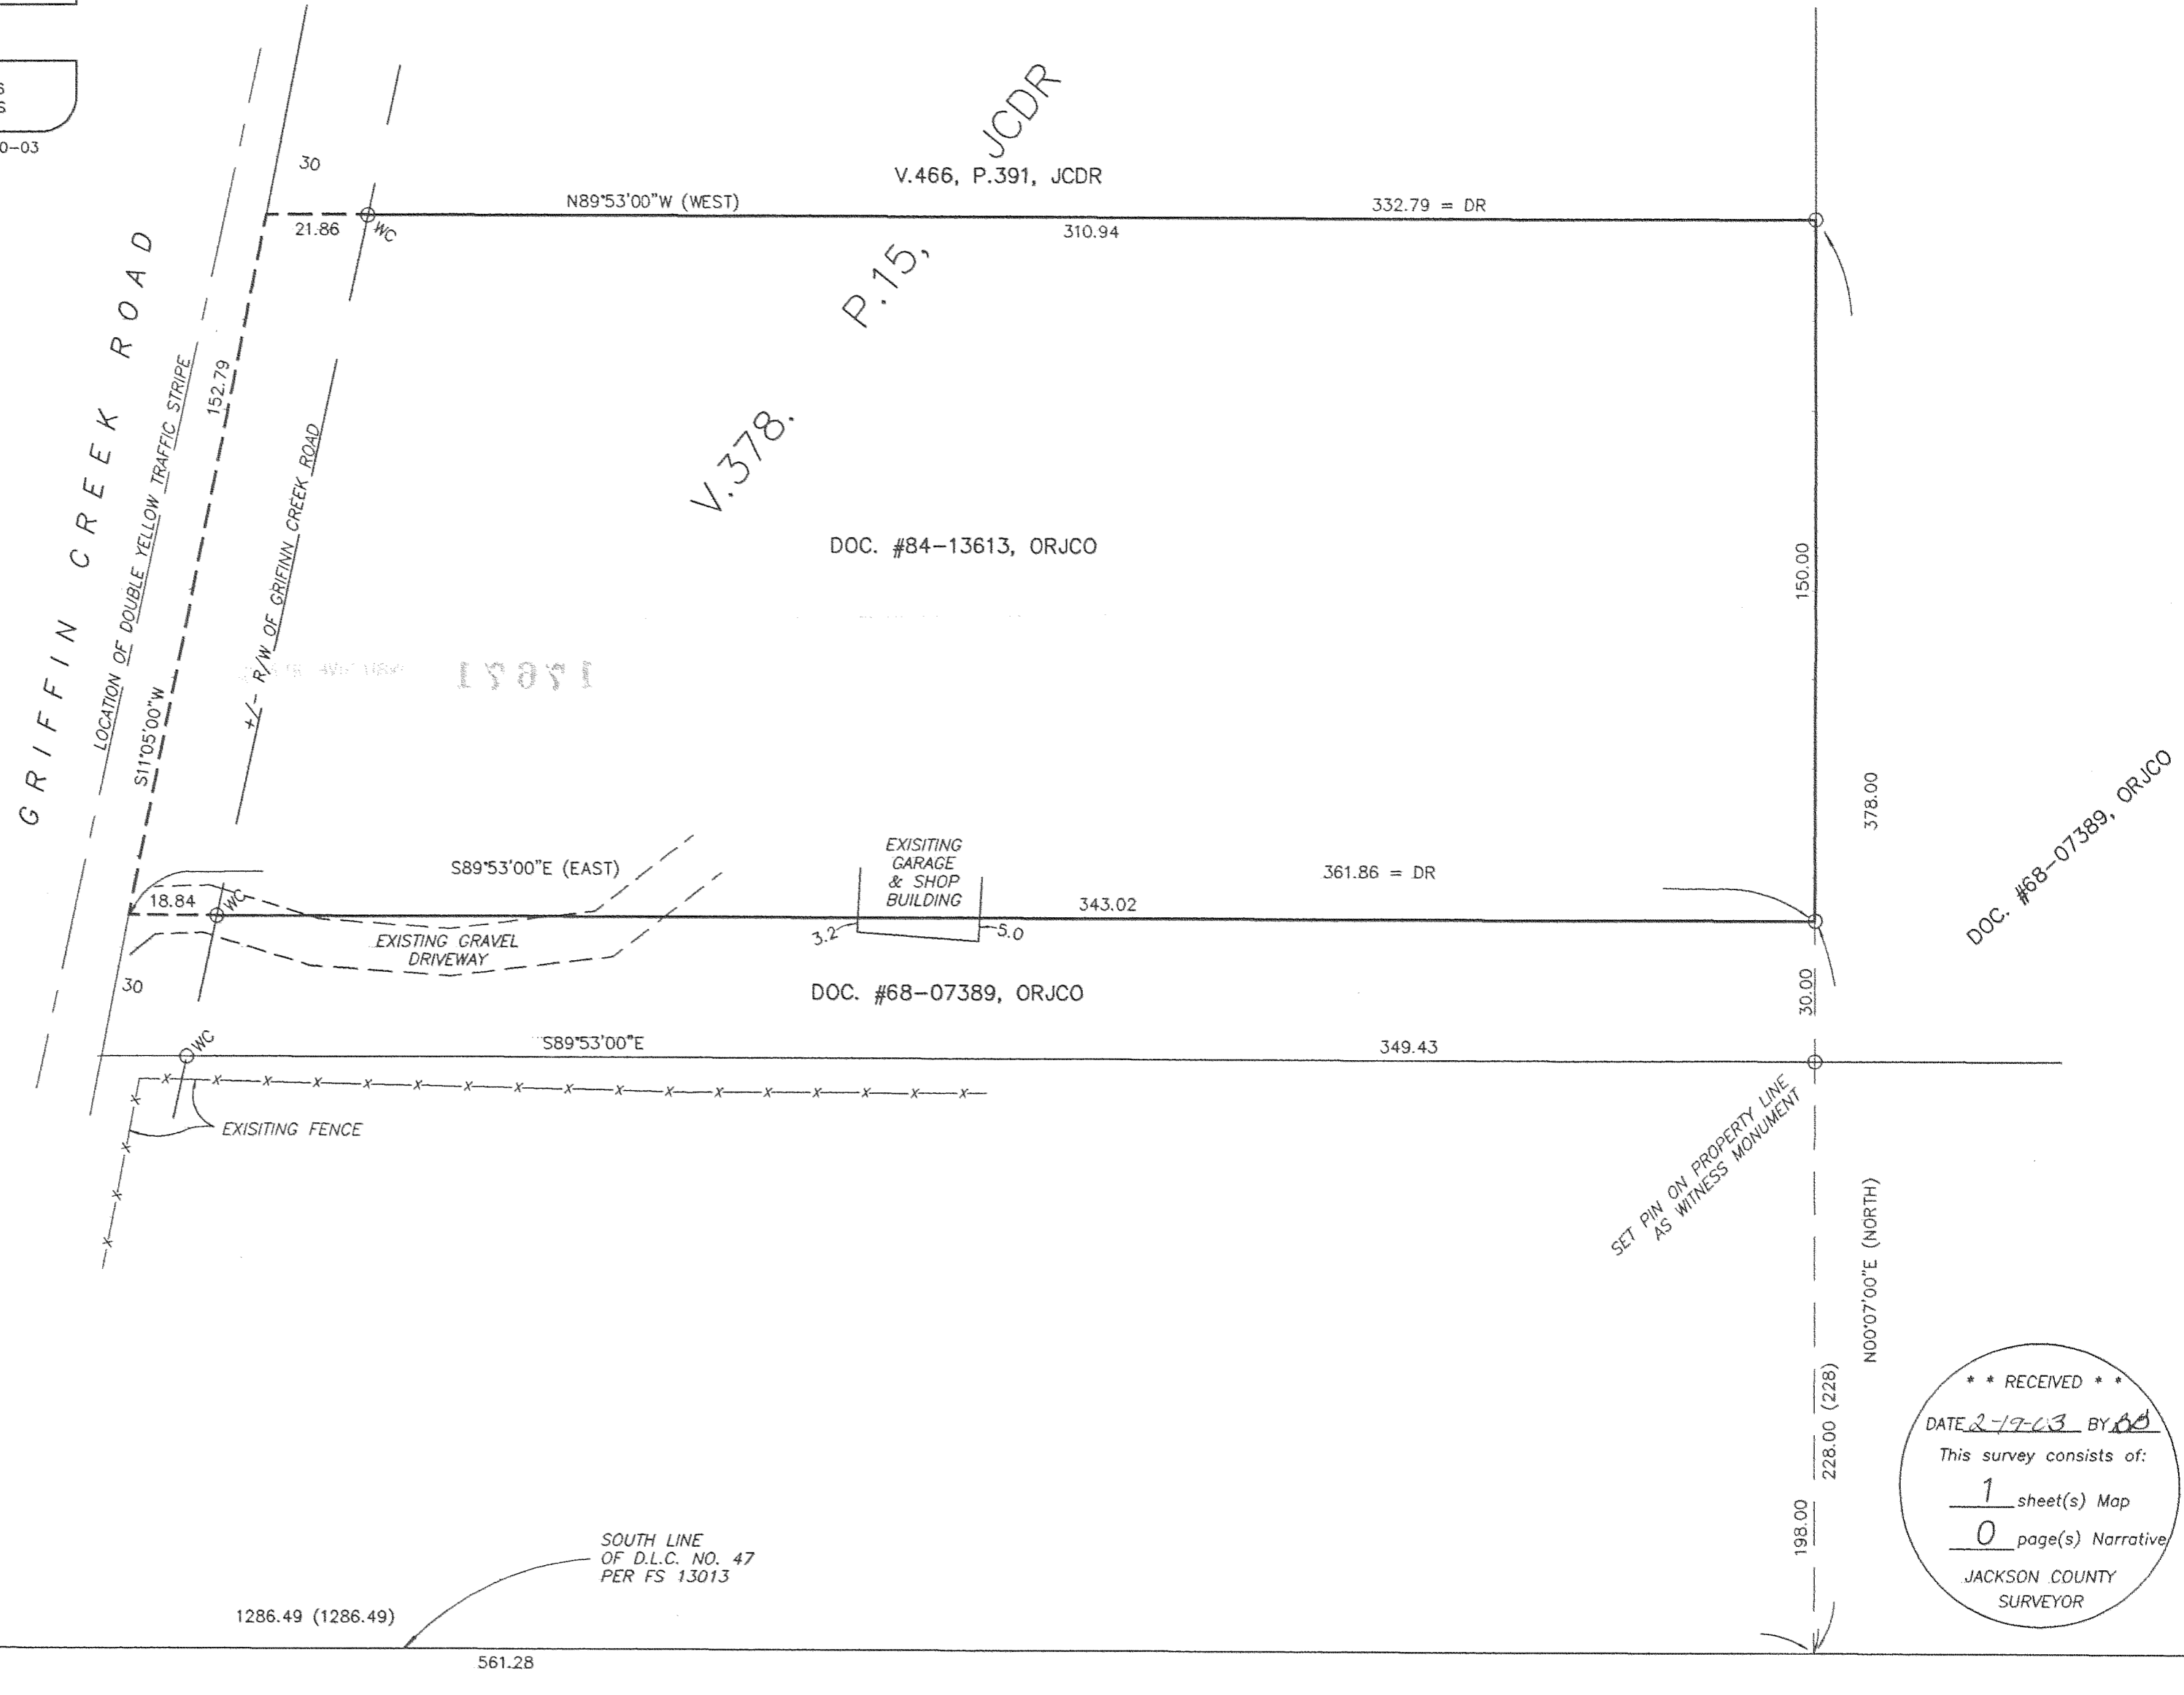 S
S
0-03
30
V.466, P.391, JCDR
N89°53'00"W (WEST)
332.79 = DR
21.86
WC
310.94
V.378. P.15, JCDR
GRIFFIN CREEK ROAD
LOCATION OF DOUBLE YELLOW TRAFFIC STRIPE
152.79
S11°05'00"W
+/- R/W OF GRIFINN CREEK ROAD
DOC. #84-13613, ORJCO
150.00
12921
378.00
DOC. #68-07389, ORJCO
S89°53'00"E (EAST)
EXISITING
GARAGE
& SHOP
BUILDING
361.86 = DR
18.84
WC
343.02
3.2
5.0
EXISTING GRAVEL
DRIVEWAY
30
DOC. #68-07389, ORJCO
30.00
WC
S89°53'00"E
349.43
EXISITING FENCE
SET PIN ON PROPERTY LINE
AS WITNESS MONUMENT
N00°07'00"E (NORTH)
228.00 (228)
198.00
* * RECEIVED * *
DATE 2-19-03 BY BB
This survey consists of:
1 sheet(s) Map
0 page(s) Narrative
JACKSON COUNTY
SURVEYOR
SOUTH LINE
OF D.L.C. NO. 47
PER FS 13013
1286.49 (1286.49)
561.28